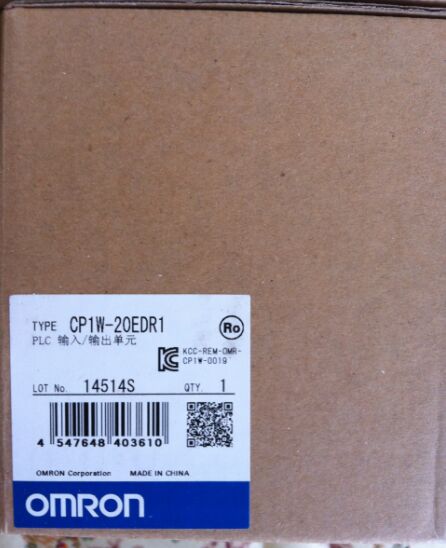 TYPE CP1W-20EDR1
Ro
PLC 输入/输出单元
KCC-REM-OMR-
CP1W-0019
LOT No. 14514S QTY. 1
4 547648 403610
OMRON Corporation MADE IN CHINA
OMRON